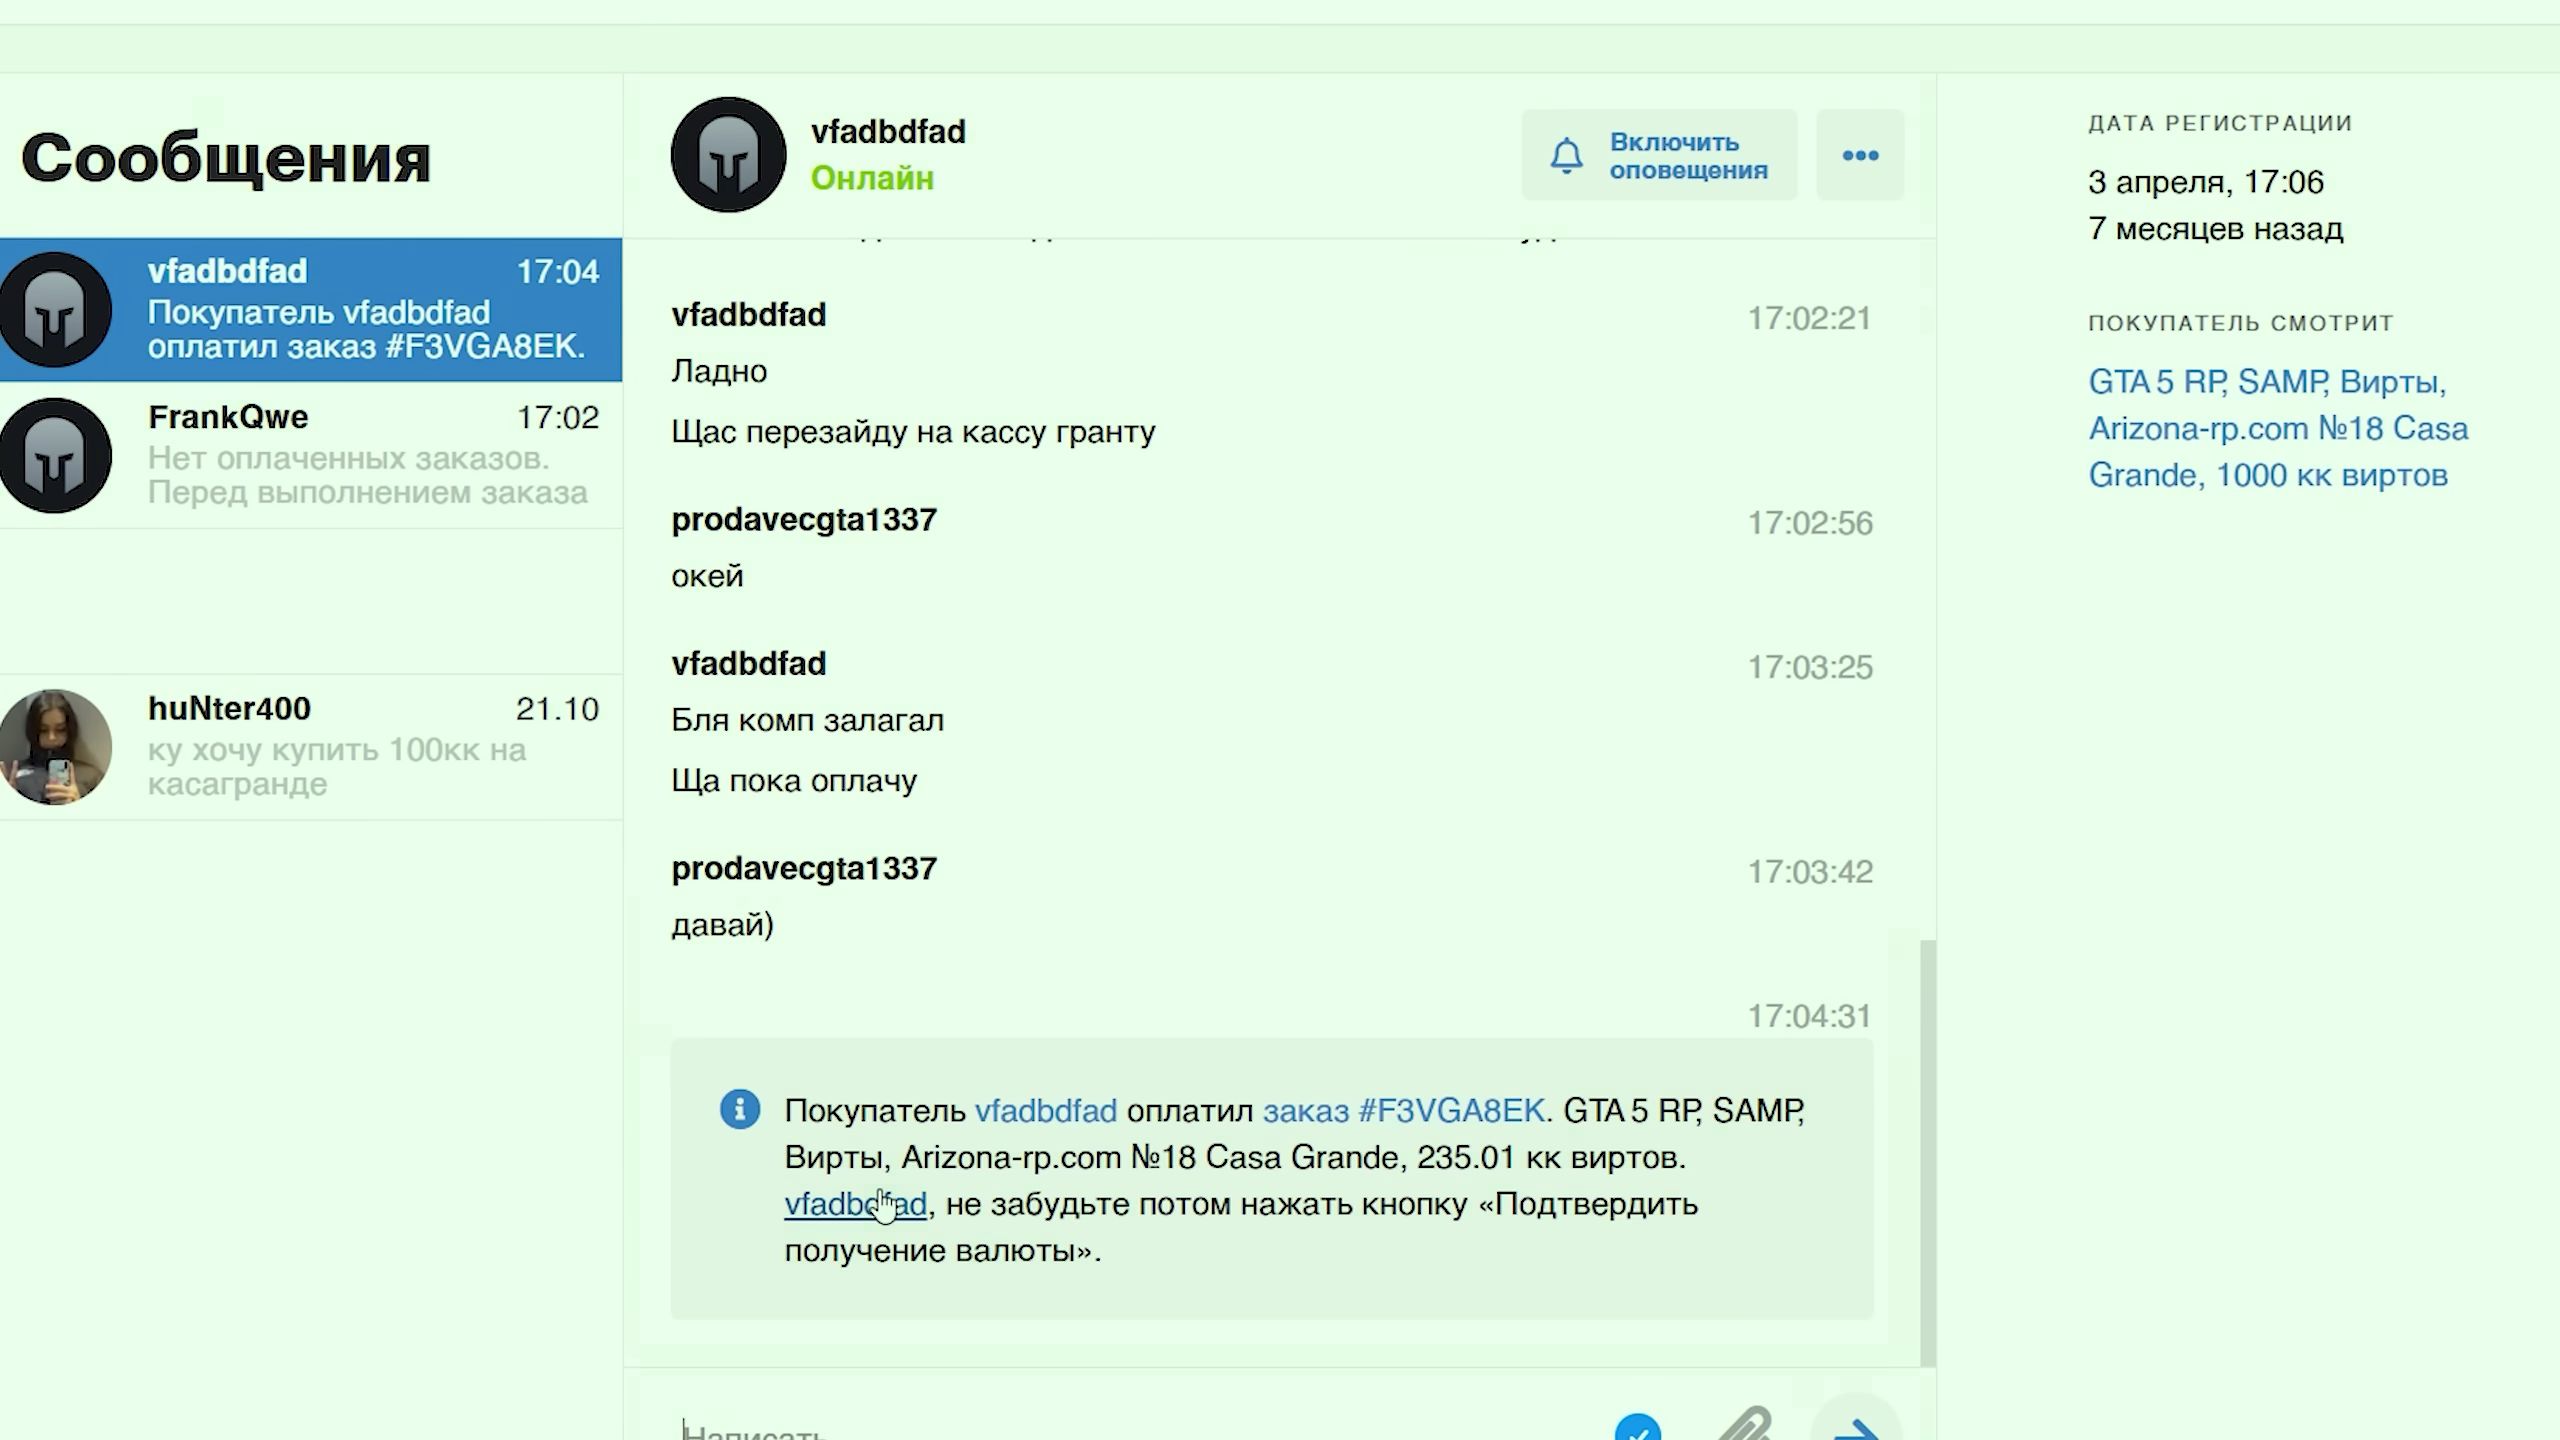 Сообщения
vfadbdfad 17:04
Покупатель vfadbdfad
оплатил заказ #F3VGA8EK.
FrankQwe 17:02
Нет оплаченных заказов.
Перед выполнением заказа
huNter400 21.10
ку хочу купить 100кк на
касагранде
vfadbdfad
Онлайн
Включить
оповещения
vfadbdfad 17:02:21
Ладно
Щас перезайду на кассу гранту
prodavecgta1337 17:02:56
окей
vfadbdfad 17:03:25
Бля комп залагал
Ща пока оплачу
prodavecgta1337 17:03:42
давай)
17:04:31
Покупатель vfadbdfad оплатил заказ #F3VGA8EK. GTA 5 RP, SAMP,
Вирты, Arizona-rp.com №18 Casa Grande, 235.01 кк виртов.
vfadbdfad, не забудьте потом нажать кнопку «Подтвердить
получение валюты».
Написать
ДАТА РЕГИСТРАЦИИ
3 апреля, 17:06
7 месяцев назад
ПОКУПАТЕЛЬ СМОТРИТ
GTA 5 RP, SAMP, Вирты,
Arizona-rp.com №18 Casa
Grande, 1000 кк виртов